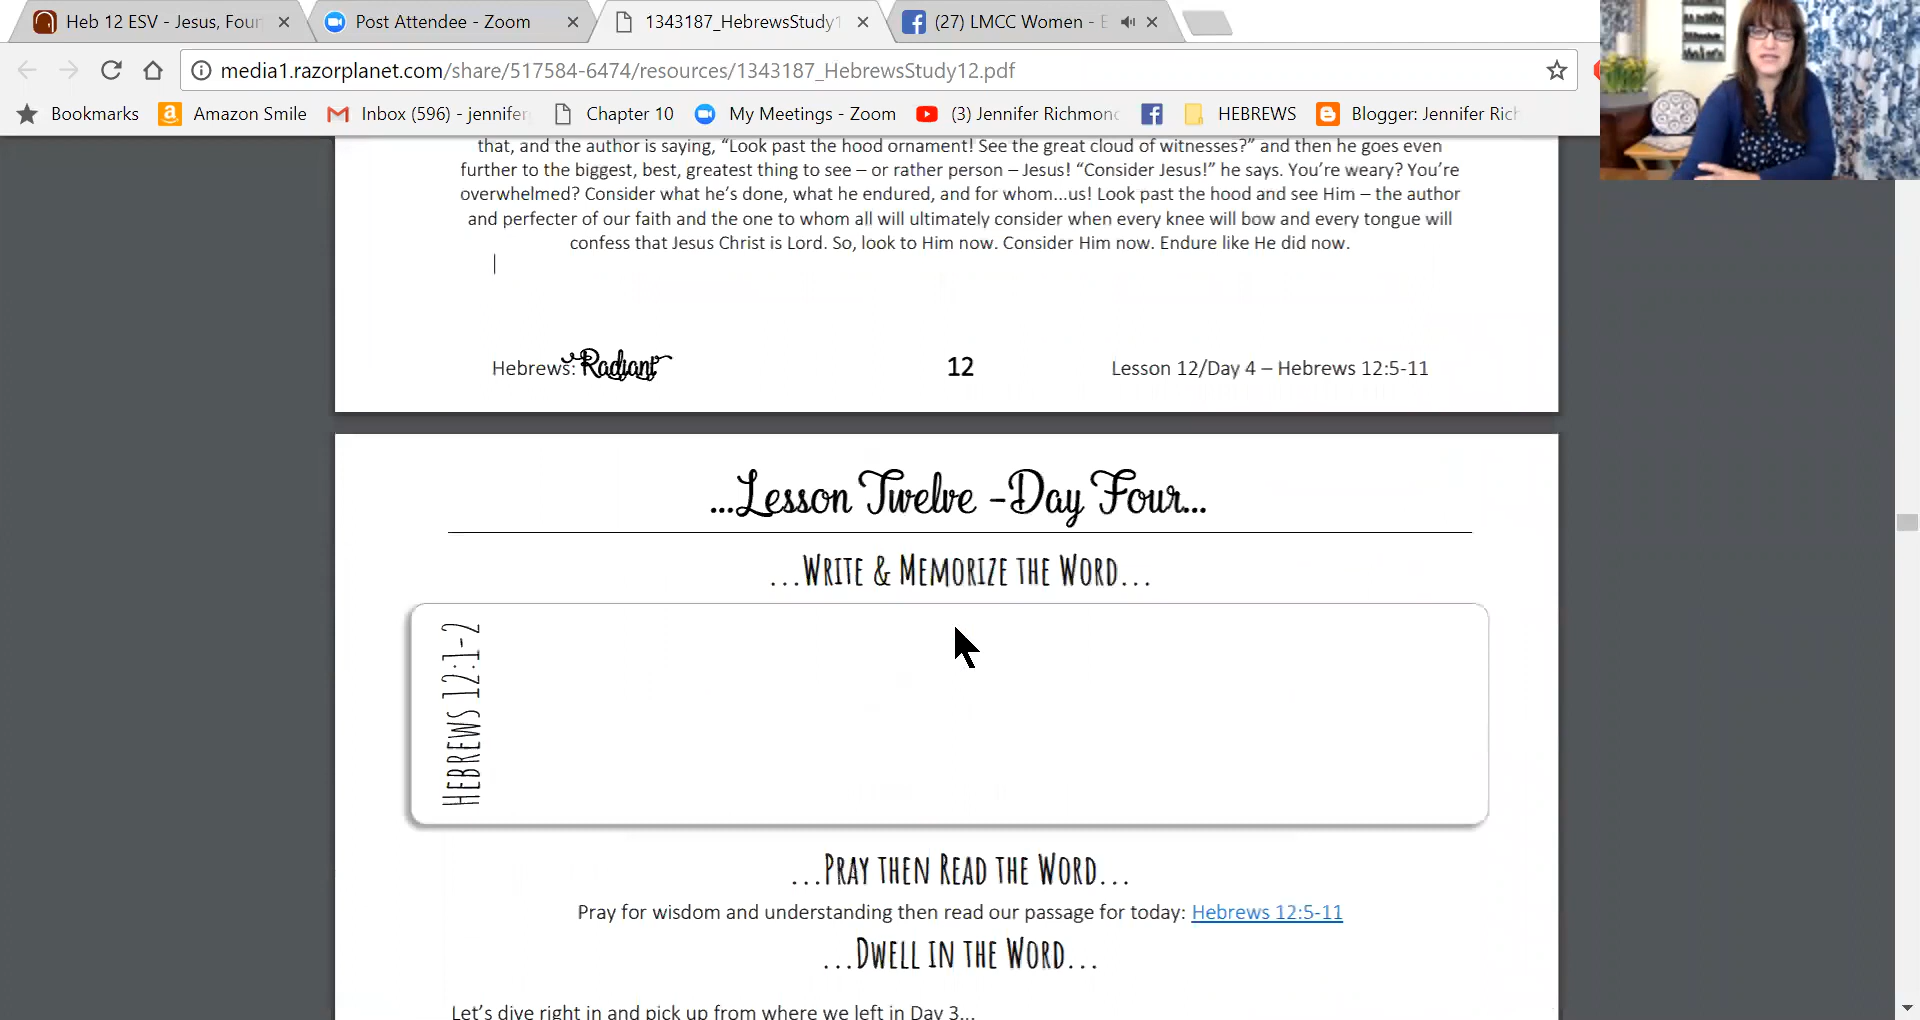 Heb 12 ESV - Jesus, Four
Post Attendee - Zoom
1343187_HebrewsStudy1
(27) LMCC Women - E
media1.razorplanet.com/share/517584-6474/resources/1343187_HebrewsStudy12.pdf
Bookmarks
Amazon Smile
Inbox (596) - jennifer
Chapter 10
My Meetings - Zoom
(3) Jennifer Richmond
HEBREWS
Blogger: Jennifer Rich
that, and the author is saying, “Look past the hood ornament! See the great cloud of witnesses?” and then he goes even
further to the biggest, best, greatest thing to see – or rather person – Jesus! “Consider Jesus!” he says. You’re weary? You’re
overwhelmed? Consider what he’s done, what he endured, and for whom...us! Look past the hood and see Him – the author
and perfecter of our faith and the one to whom all will ultimately consider when every knee will bow and every tongue will
confess that Jesus Christ is Lord. So, look to Him now. Consider Him now. Endure like He did now.
Hebrews: Radiant
12
Lesson 12/Day 4 – Hebrews 12:5-11
...Lesson Twelve -Day Four...
...Write & Memorize the Word...
Hebrews 12:1-2
...Pray then Read the Word...
Pray for wisdom and understanding then read our passage for today: Hebrews 12:5-11
...Dwell in the Word...
Let’s dive right in and pick up from where we left in Day 3...